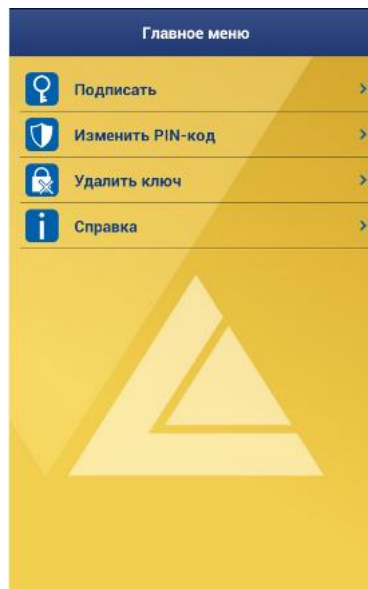 Главное меню
Подписать
Изменить PIN-код
Удалить ключ
Справка